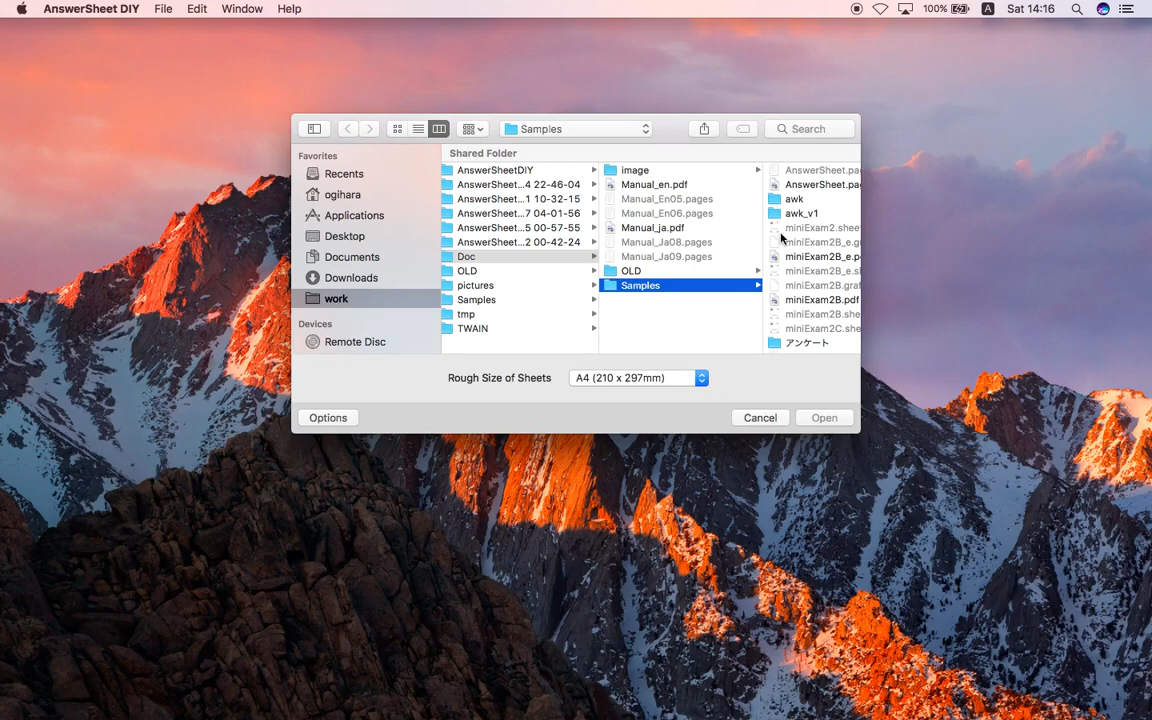 AnswerSheet DIY File Edit Window Help 100% A Sat 14:16
Samples Search
Favorites
Recents
ogihara
Applications
Desktop
Documents
Downloads
work
Devices
Remote Disc
Shared Folder
AnswerSheetDIY
AnswerSheet...4 22-46-04
AnswerSheet...1 10-32-15
AnswerSheet...7 04-01-56
AnswerSheet...5 00-57-55
AnswerSheet...2 00-42-24
Doc
OLD
pictures
Samples
tmp
TWAIN
image
Manual_en.pdf
Manual_En05.pages
Manual_En06.pages
Manual_ja.pdf
Manual_Ja08.pages
Manual_Ja09.pages
OLD
Samples
AnswerSheet.pa
AnswerSheet.pa
awk
awk_v1
miniExam2.shee
miniExam2B_e.g
miniExam2B_e.p
miniExam2B_e.s
miniExam2B.graf
miniExam2B.pdf
miniExam2B.she
miniExam2C.she
アンケート
Rough Size of Sheets A4 (210 x 297mm)
Options Cancel Open